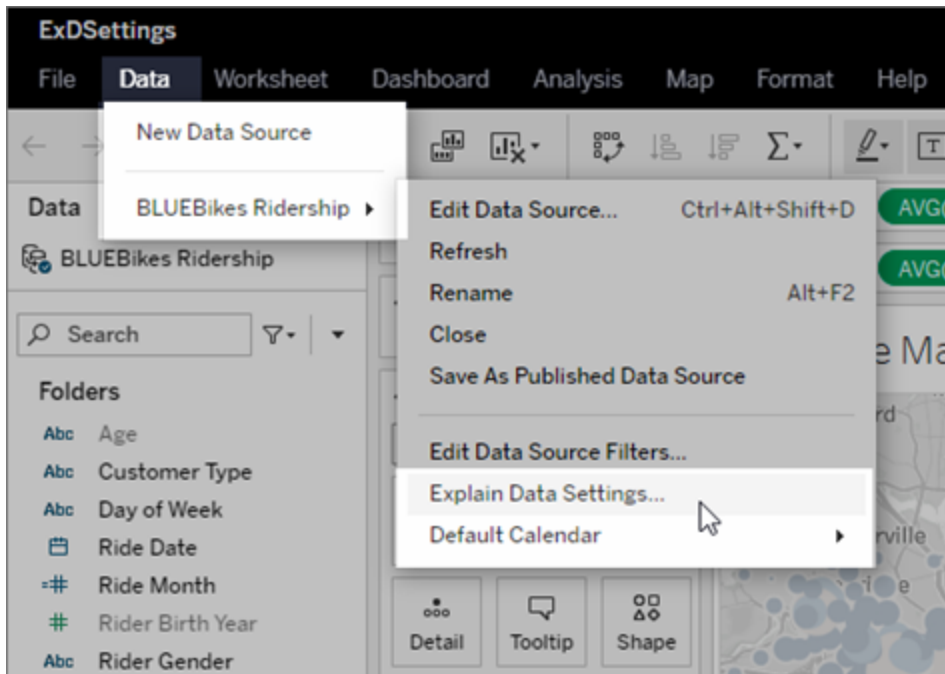 ExDSettings
File Data Worksheet Dashboard Analysis Map Format Help
New Data Source
Data
BLUEBikes Ridership
BLUEBikes Ridership
Edit Data Source... Ctrl+Alt+Shift+D
Refresh
Rename Alt+F2
Close
Save As Published Data Source
Edit Data Source Filters...
Explain Data Settings...
Default Calendar
Search
Folders
Abc Age
Abc Customer Type
Abc Day of Week
Ride Date
=# Ride Month
# Rider Birth Year
Abc Rider Gender
Detail Tooltip Shape
T
AVG(
AVG(